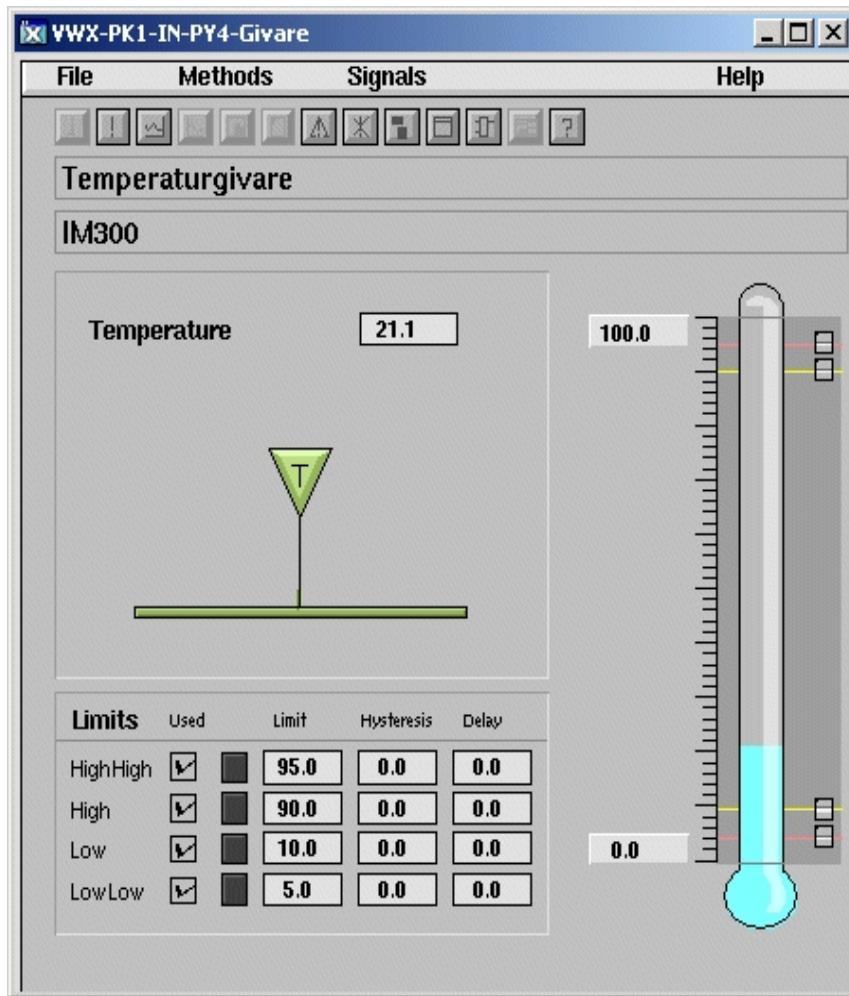 VWX-PK1-IN-PY4-Givare
File Methods Signals Help
! ?
Temperaturgivare
IM300
Temperature 21.1
100.0
T
Limits Used Limit Hysteresis Delay
HighHigh 95.0 0.0 0.0
High 90.0 0.0 0.0
Low 10.0 0.0 0.0
0.0
LowLow 5.0 0.0 0.0